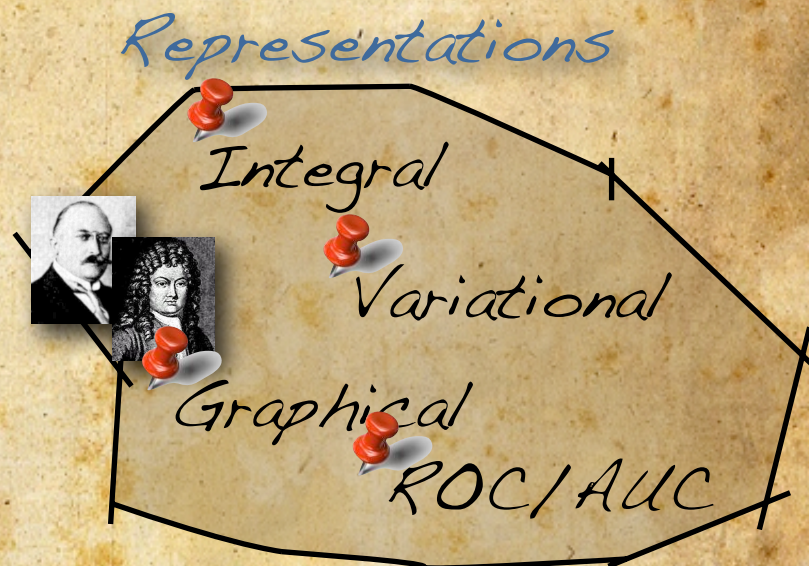 Representations
Integral
Variational
Graphical
ROC/AUC